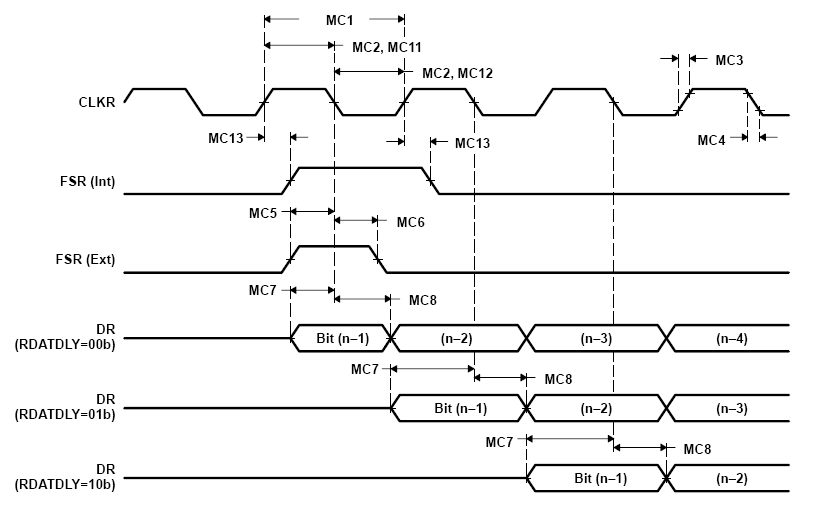 MC1
MC2, MC11
MC3
MC2, MC12
CLKR
MC13
MC13
MC4
FSR (Int)
MC5
MC6
FSR (Ext)
MC7
MC8
DR
(RDATDLY=00b)
Bit (n–1)
(n–2)
(n–3)
(n–4)
MC7
MC8
DR
(RDATDLY=01b)
Bit (n–1)
(n–2)
(n–3)
MC7
MC8
DR
(RDATDLY=10b)
Bit (n–1)
(n–2)